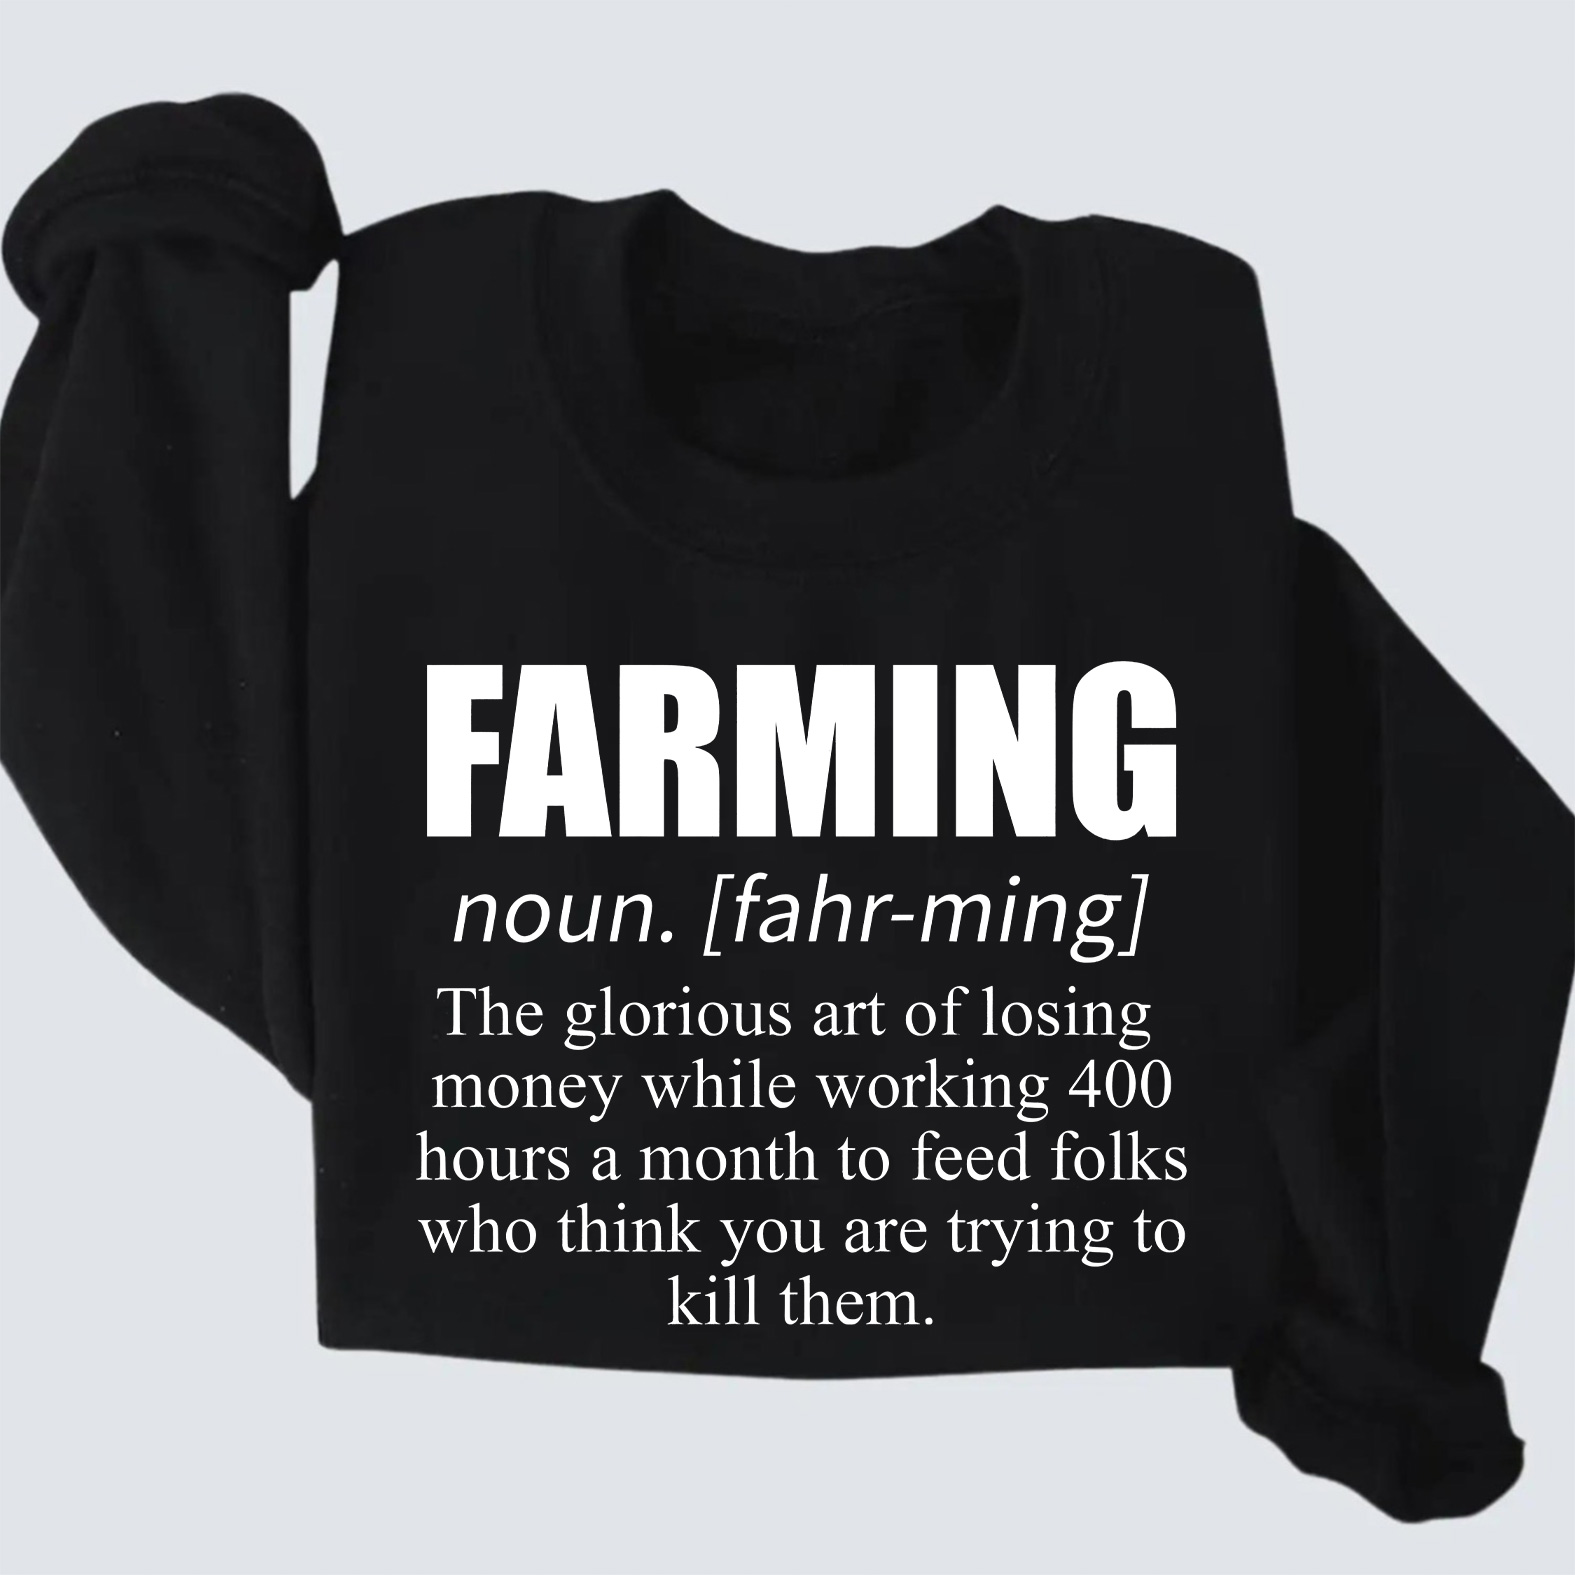 FARMING
noun. [fahr-ming]
The glorious art of losing
money while working 400
hours a month to feed folks
who think you are trying to
kill them.